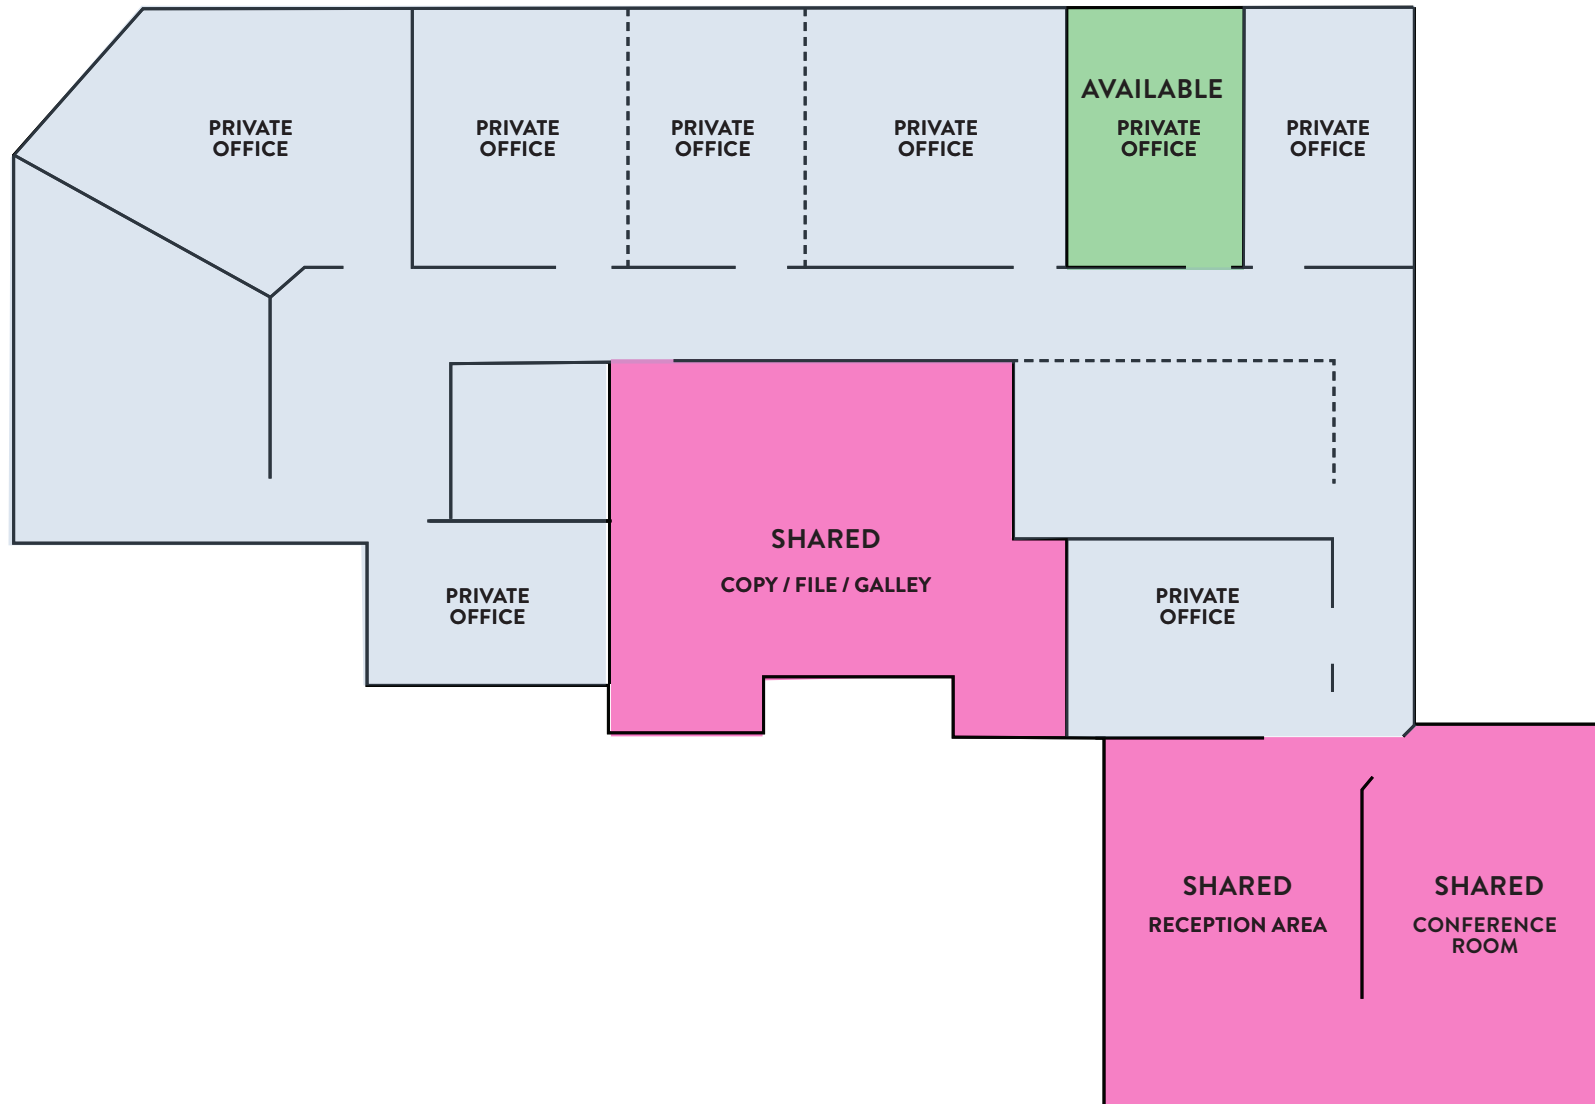 PRIVATE
OFFICE
PRIVATE
OFFICE
PRIVATE
OFFICE
PRIVATE
OFFICE
AVAILABLE
PRIVATE
OFFICE
PRIVATE
OFFICE
SHARED
COPY / FILE / GALLEY
PRIVATE
OFFICE
PRIVATE
OFFICE
SHARED
RECEPTION AREA
SHARED
CONFERENCE
ROOM